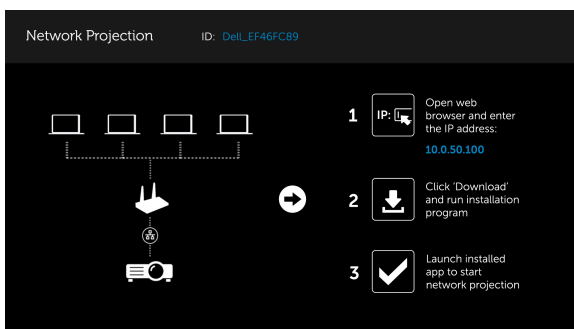 Network Projection
ID: Dell_EF46FC89
1
IP:
Open web
browser and enter
the IP address:
10.0.50.100
2
Click 'Download'
and run installation
program
3
Launch installed
app to start
network projection